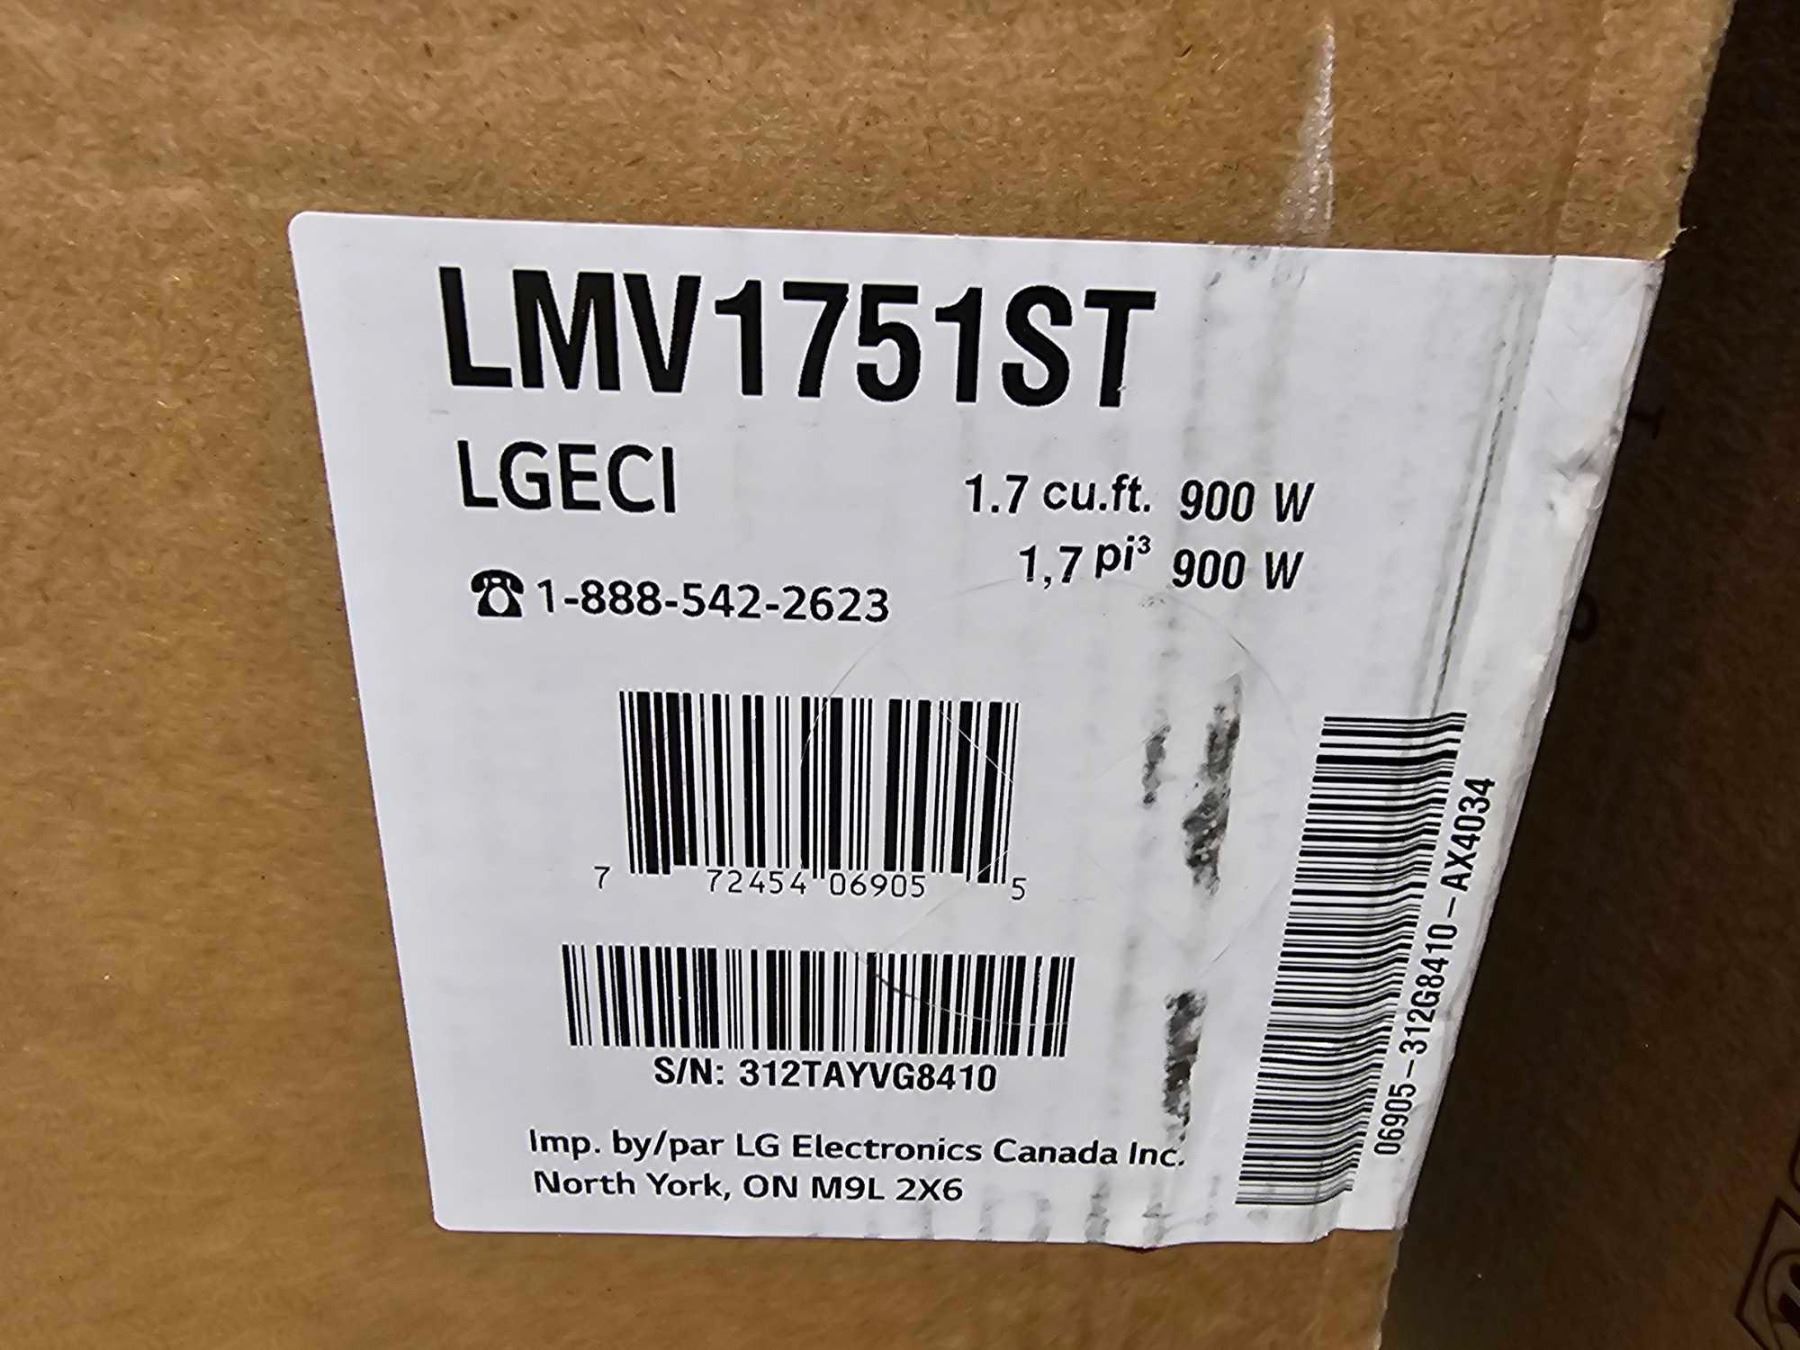 LMV1751ST
LGECI
1.7 cu.ft. 900 W
1,7 pi³ 900 W
☎ 1-888-542-2623
7 72454 06905 5
S/N: 312TAYVG8410
06905-312G8410-AX4034
Imp. by/par LG Electronics Canada Inc.
North York, ON M9L 2X6